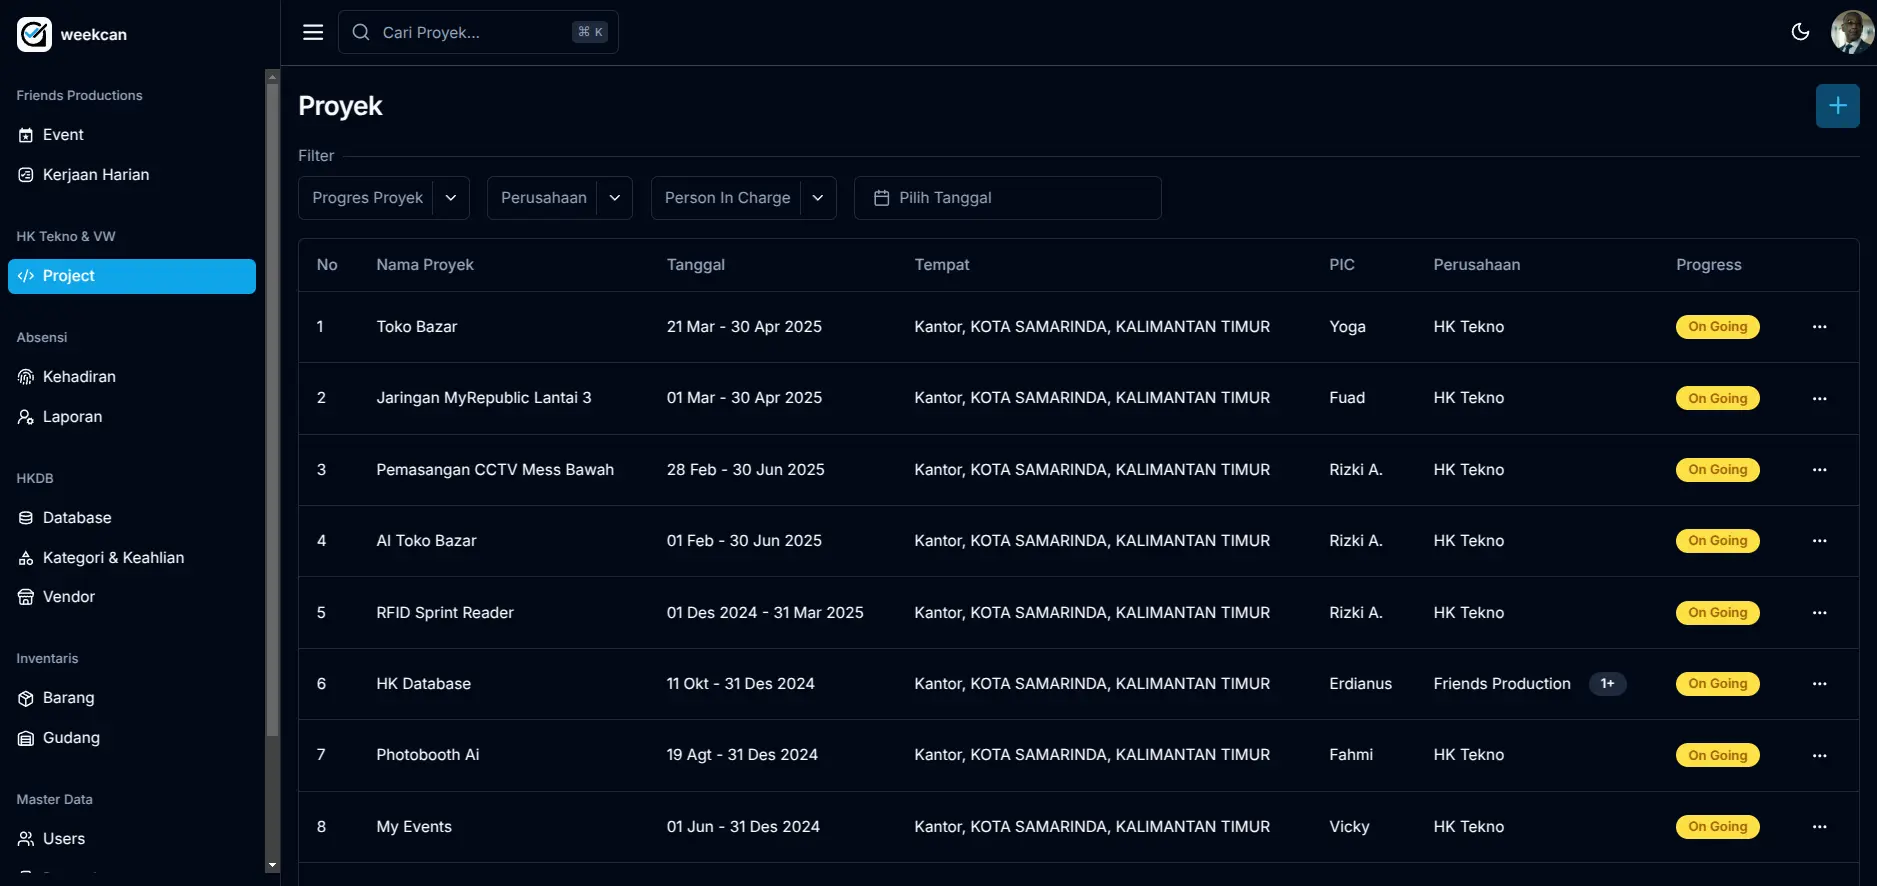 weekcan
Cari Proyek...
⌘ K
Friends Productions
Event
Kerjaan Harian
HK Tekno & VW
Project
Absensi
Kehadiran
Laporan
HKDB
Database
Kategori & Keahlian
Vendor
Inventaris
Barang
Gudang
Master Data
Users
Proyek
Filter
Progres Proyek
Perusahaan
Person In Charge
Pilih Tanggal
No Nama Proyek Tanggal Tempat PIC Perusahaan Progress
1 Toko Bazar 21 Mar - 30 Apr 2025 Kantor, KOTA SAMARINDA, KALIMANTAN TIMUR Yoga HK Tekno On Going
2 Jaringan MyRepublic Lantai 3 01 Mar - 30 Apr 2025 Kantor, KOTA SAMARINDA, KALIMANTAN TIMUR Fuad HK Tekno On Going
3 Pemasangan CCTV Mess Bawah 28 Feb - 30 Jun 2025 Kantor, KOTA SAMARINDA, KALIMANTAN TIMUR Rizki A. HK Tekno On Going
4 AI Toko Bazar 01 Feb - 30 Jun 2025 Kantor, KOTA SAMARINDA, KALIMANTAN TIMUR Rizki A. HK Tekno On Going
5 RFID Sprint Reader 01 Des 2024 - 31 Mar 2025 Kantor, KOTA SAMARINDA, KALIMANTAN TIMUR Rizki A. HK Tekno On Going
6 HK Database 11 Okt - 31 Des 2024 Kantor, KOTA SAMARINDA, KALIMANTAN TIMUR Erdianus Friends Production 1+ On Going
7 Photobooth Ai 19 Agt - 31 Des 2024 Kantor, KOTA SAMARINDA, KALIMANTAN TIMUR Fahmi HK Tekno On Going
8 My Events 01 Jun - 31 Des 2024 Kantor, KOTA SAMARINDA, KALIMANTAN TIMUR Vicky HK Tekno On Going